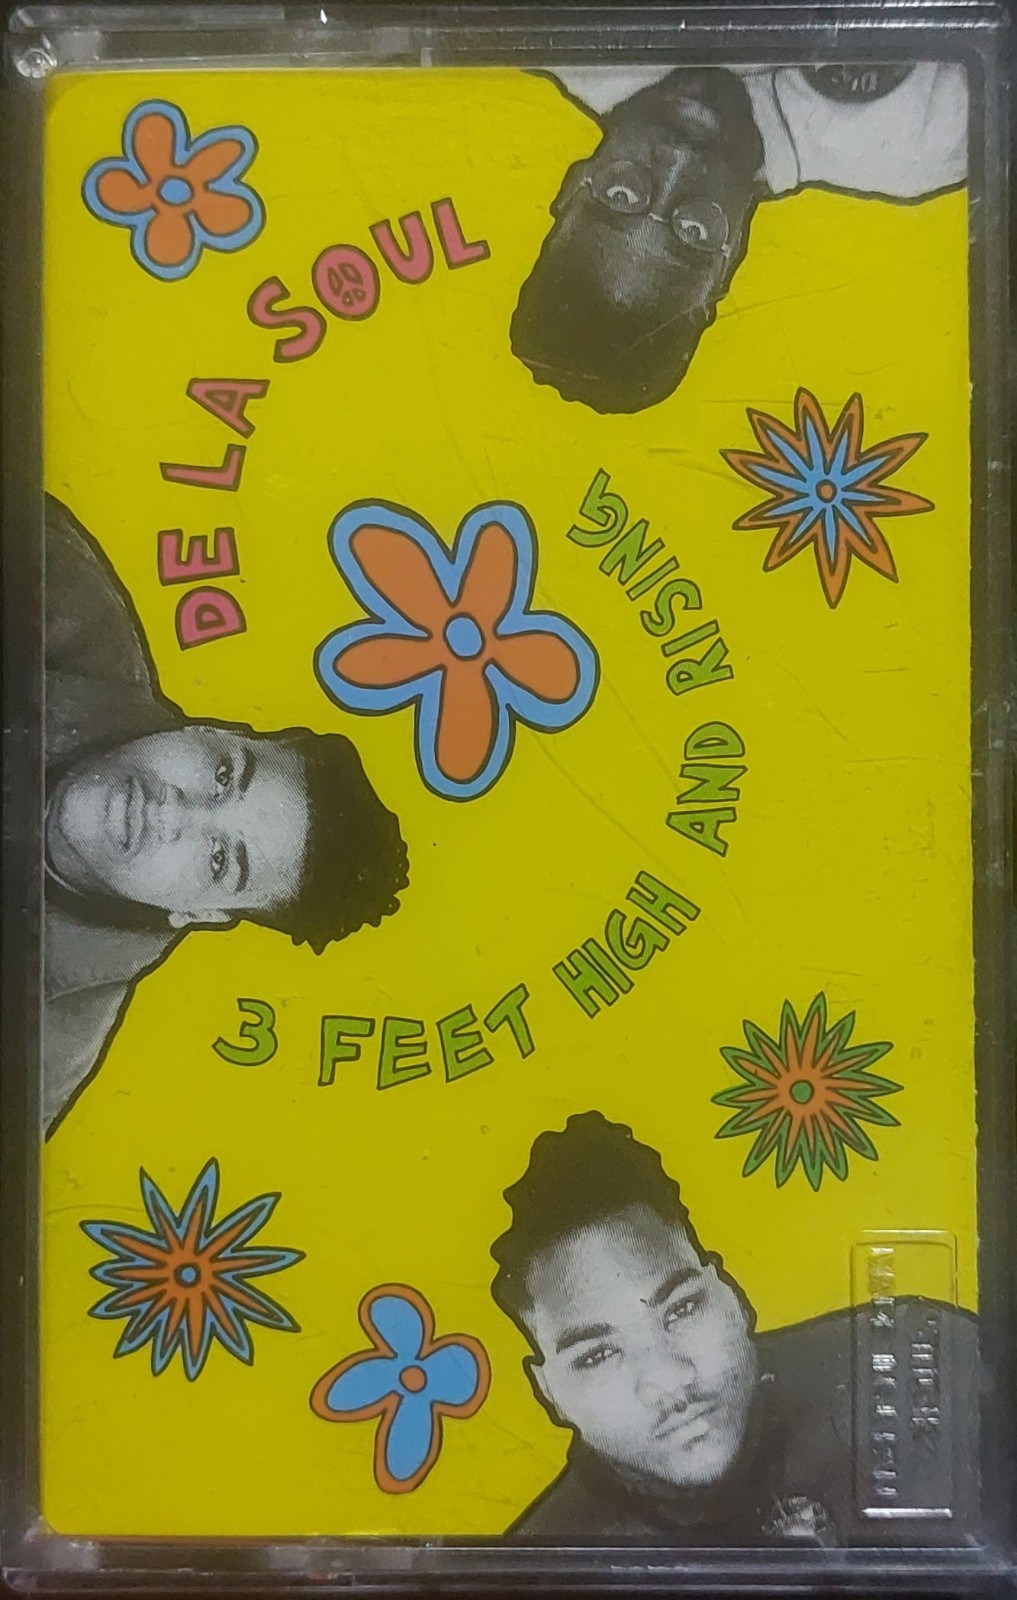 DE LA SOUL
3 FEET HIGH AND RISING